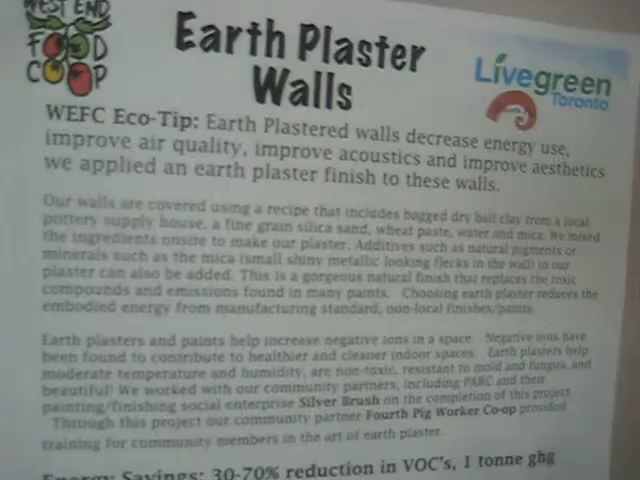 WEST END
FOOD
COOP
Earth Plaster
Walls
Livegreen
Toronto
WEFC Eco-Tip: Earth Plastered walls decrease energy use,
improve air quality, improve acoustics and improve aesthetics
we applied an earth plaster finish to these walls.
Our walls are covered using a recipe that includes bagged dry ball clay from a local
pottery supply house, a fine grain silica sand, wheat paste, water and mica. We mixed
the ingredients onsite to make our plaster. Additives such as natural pigments or
minerals such as the mica (small shiny metallic looking flecks in the wall) in our
plaster can also be added. This is a gorgeous natural finish that replaces the toxic
compounds and emissions found in many paints. Choosing earth plaster reduces the
embodied energy from manufacturing standard, non-local finishes/paints.
Earth plasters and paints help increase negative ions in a space. Negative ions have
been found to contribute to healthier and cleaner indoor spaces. Earth plasters help
moderate temperature and humidity, are non-toxic, resistant to mold and fungus, and
beautiful! We worked with our community partners, including PARC and their
painting/finishing social enterprise Silver Brush on the completion of this project
Through this project our community partner Fourth Pig Worker Co-op provided
training for community members in the art of earth plaster.
Energy Savings: 30-70% reduction in VOC's, 1 tonne ghg